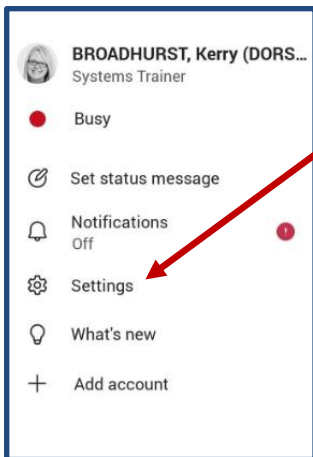 BROADHURST, Kerry (DORS...
Systems Trainer
Busy
Set status message
Notifications
Off
!
Settings
What's new
Add account